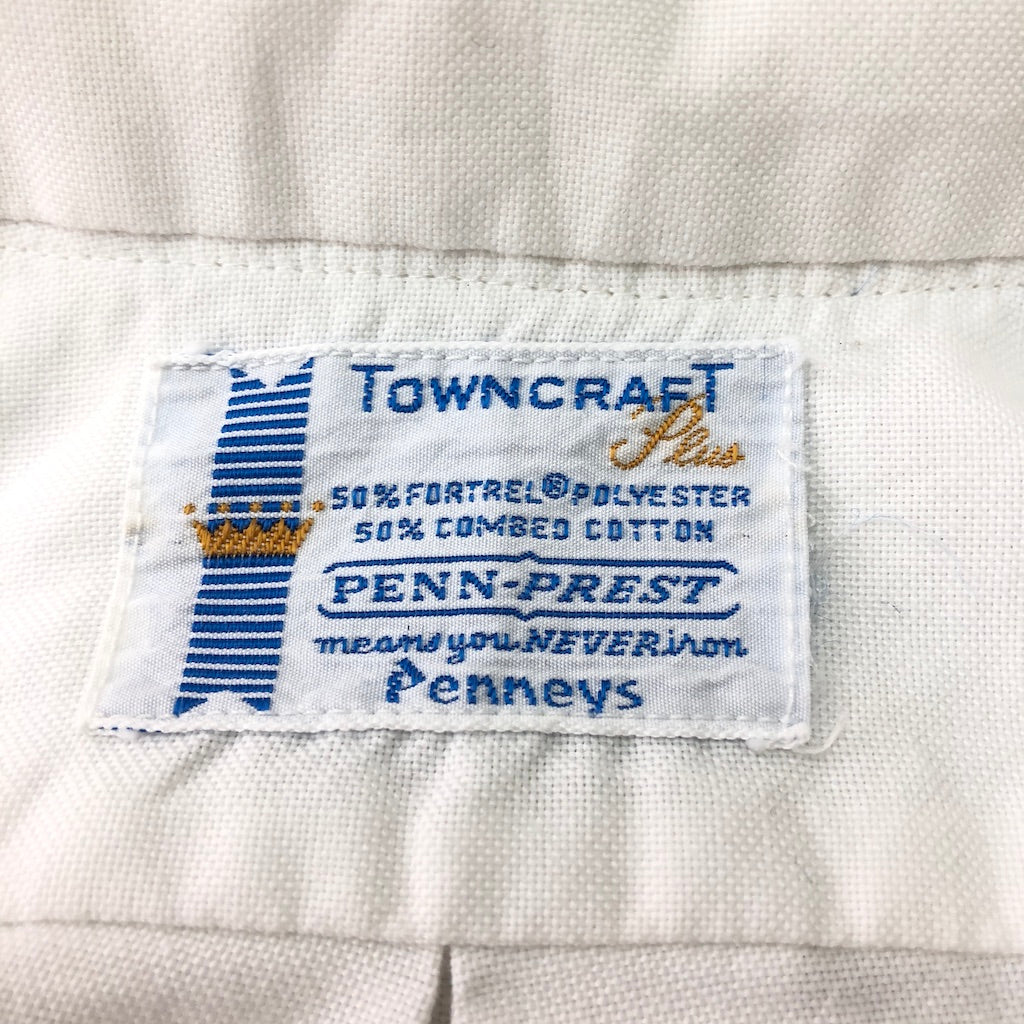 TOWNCRAFT
Plus
50% FORTREL® POLYESTER
50% COMBED COTTON
PENN-PREST
means you NEVER iron
Penneys